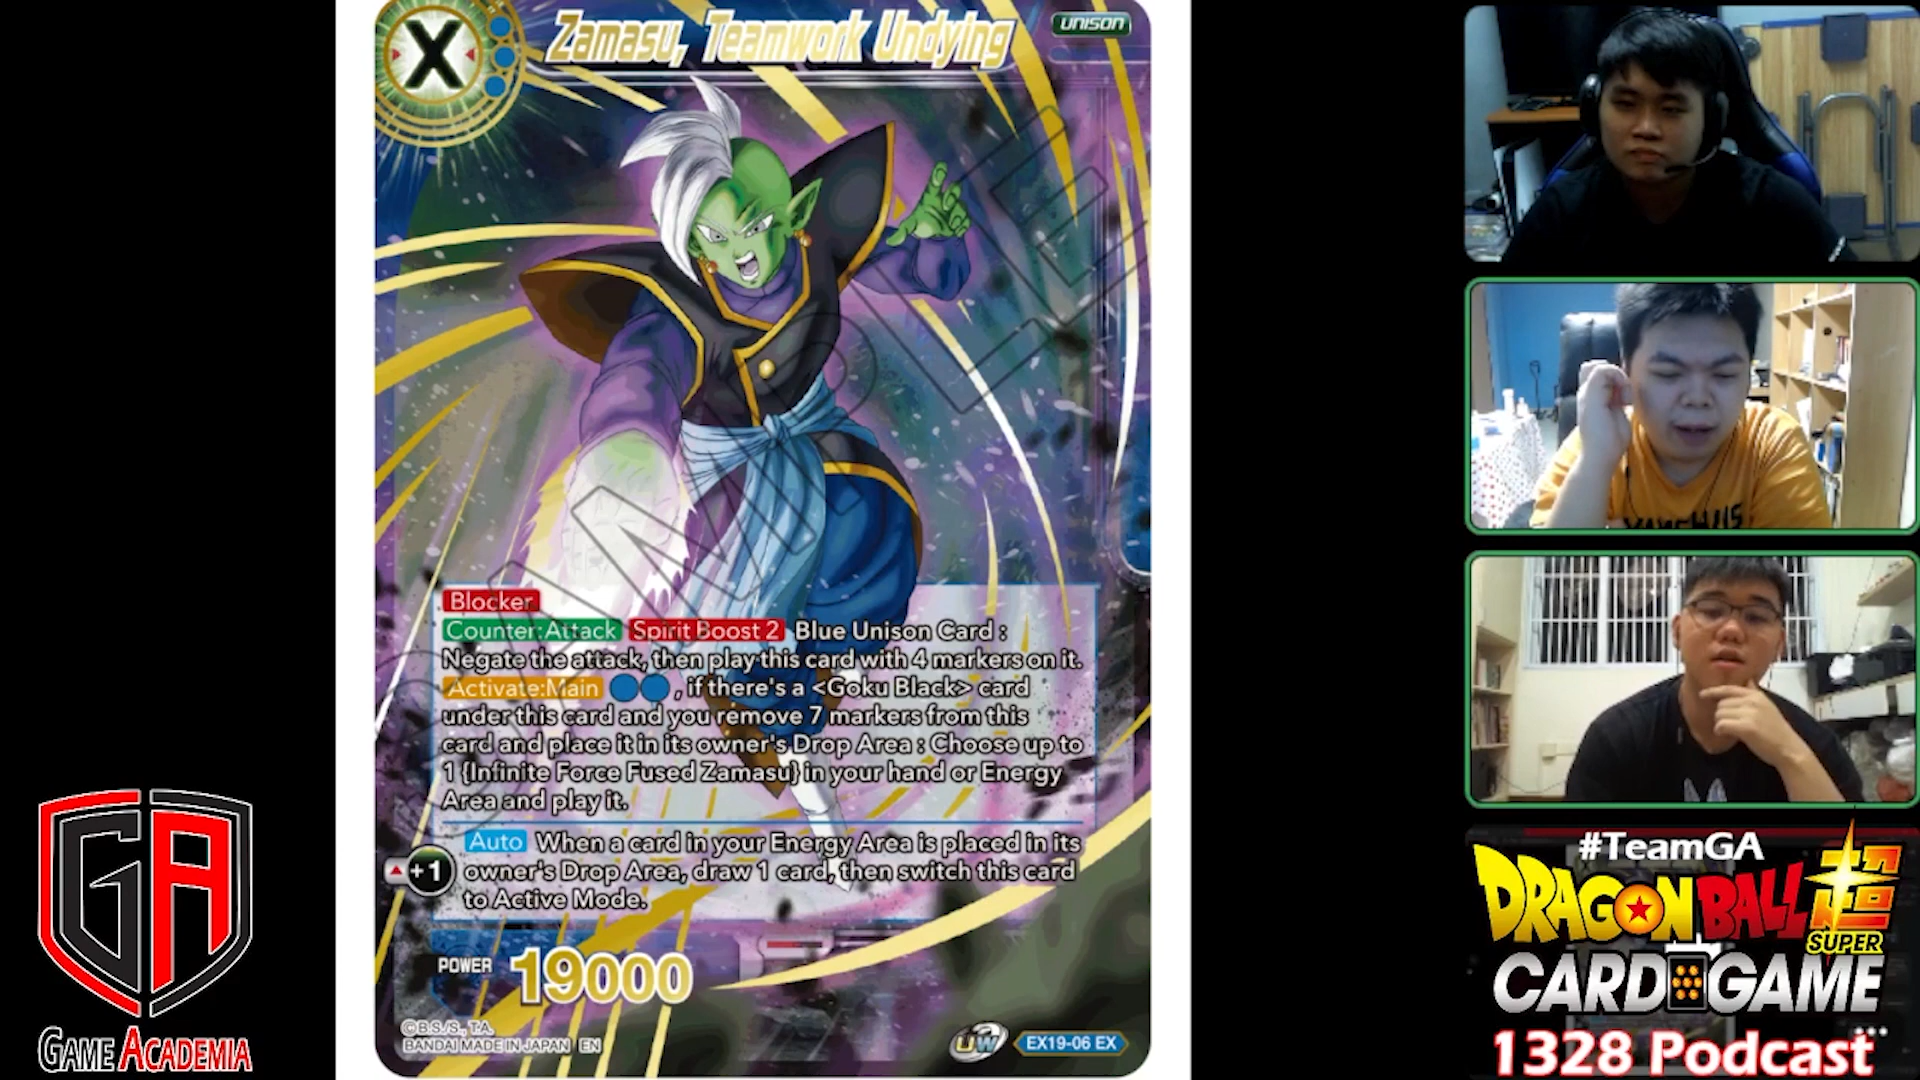 X
Zamasu, Teamwork Undying
UNISON
SAMPLE
Blocker
Counter:Attack Spirit Boost 2 Blue Unison Card :
Negate the attack, then play this card with 4 markers on it.
Activate:Main , if there's a <Goku Black> card
under this card and you remove 7 markers from this
card and place it in its owner's Drop Area : Choose up to
1 {Infinite Force Fused Zamasu} in your hand or Energy
Area and play it.
+1
Auto When a card in your Energy Area is placed in its
owner's Drop Area, draw 1 card, then switch this card
to Active Mode.
POWER 19000
©B.S./S., T.A.
BANDAI MADE IN JAPAN EN
UW
EX19-06 EX
GA
GAME ACADEMIA
#TeamGA
DRAGON BALL 超
SUPER
CARD GAME
1328 Podcast